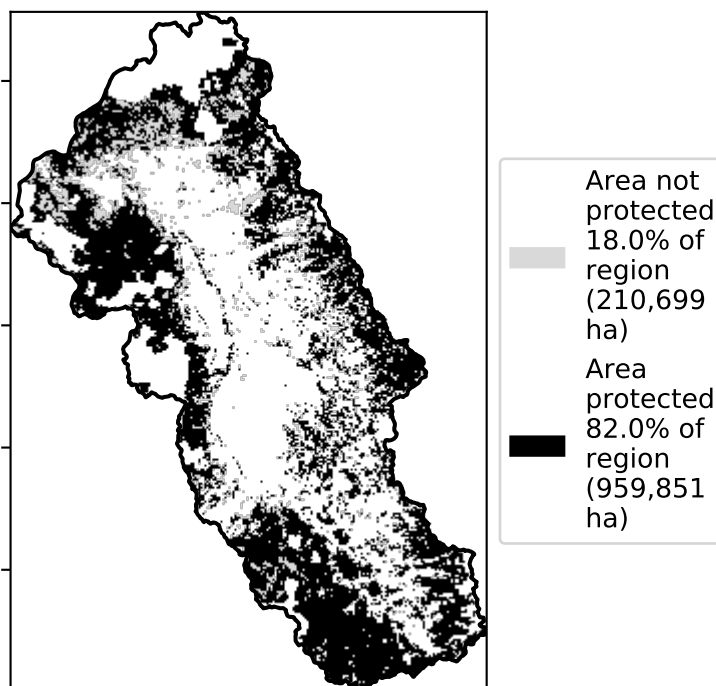 Area not
protected
18.0% of
region
(210,699
ha)
Area
protected
82.0% of
region
(959,851
ha)